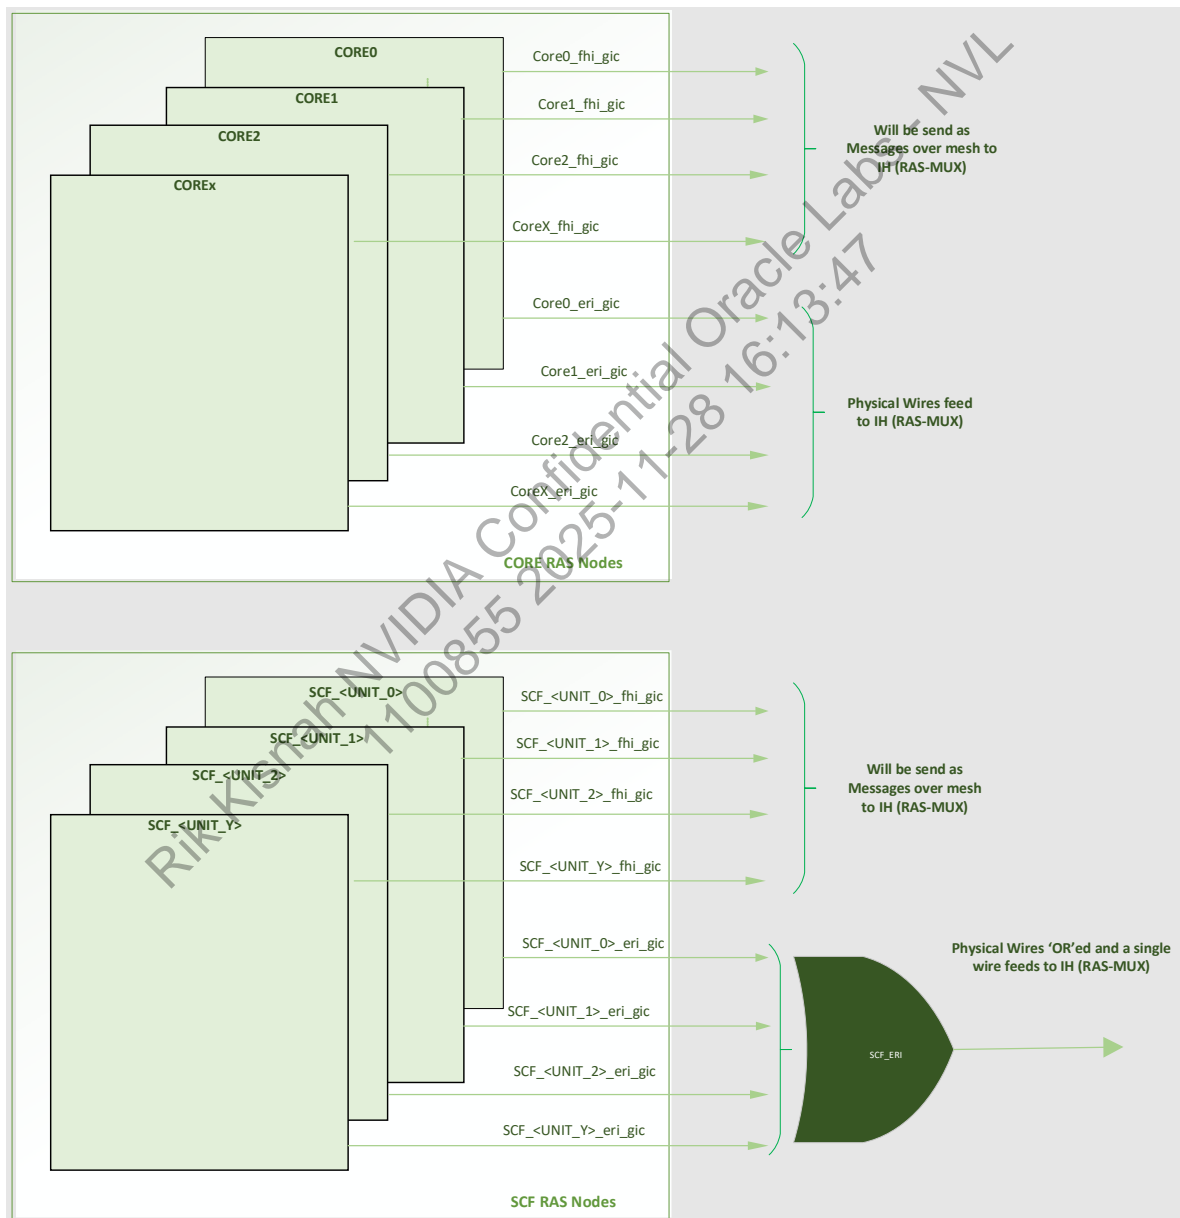 CORE0
CORE1
CORE2
COREx
Core0_fhi_gic
Core1_fhi_gic
Core2_fhi_gic
CoreX_fhi_gic
Will be send as
Messages over mesh to
IH (RAS-MUX)
Core0_eri_gic
Core1_eri_gic
Core2_eri_gic
CoreX_eri_gic
Physical Wires feed
to IH (RAS-MUX)
CORE RAS Nodes
SCF_<UNIT_0>
SCF_<UNIT_1>
SCF_<UNIT_2>
SCF_<UNIT_Y>
SCF_<UNIT_0>_fhi_gic
SCF_<UNIT_1>_fhi_gic
SCF_<UNIT_2>_fhi_gic
SCF_<UNIT_Y>_fhi_gic
Will be send as
Messages over mesh
to IH (RAS-MUX)
SCF_<UNIT_0>_eri_gic
SCF_<UNIT_1>_eri_gic
SCF_<UNIT_2>_eri_gic
SCF_<UNIT_Y>_eri_gic
Physical Wires ‘OR’ed and a single
wire feeds to IH (RAS-MUX)
SCF_ERI
SCF RAS Nodes
Rik Kisnah NVIDIA Confidential Oracle Labs - NVL
1100855 2025-11-28 16:13:47